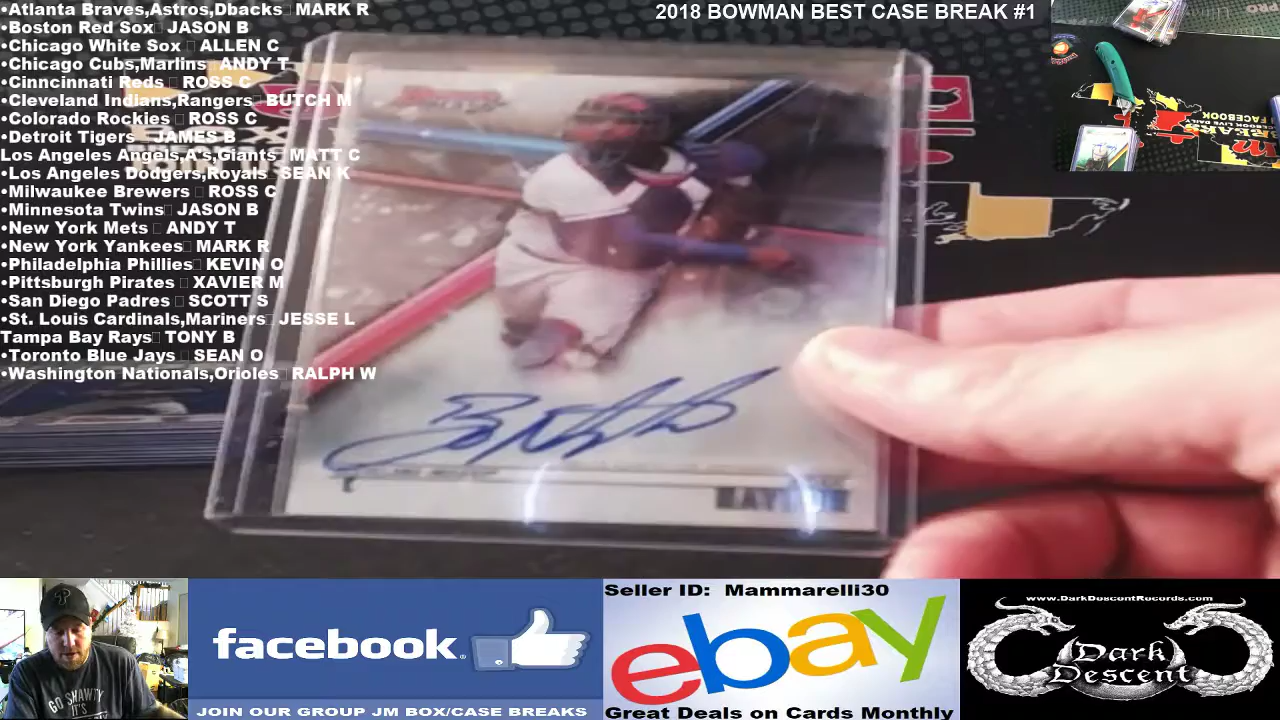 •Atlanta Braves,Astros,Dbacks MARK R
•Boston Red Sox JASON B
•Chicago White Sox ALLEN C
•Chicago Cubs,Marlins ANDY T
•Cinncinnati Reds ROSS C
•Cleveland Indians,Rangers BUTCH M
•Colorado Rockies ROSS C
•Detroit Tigers JAMES B
Los Angeles Angels,A's,Giants MATT C
•Los Angeles Dodgers,Royals SEAN K
•Milwaukee Brewers ROSS C
•Minnesota Twins JASON B
•New York Mets ANDY T
•New York Yankees MARK R
•Philadelphia Phillies KEVIN O
•Pittsburgh Pirates XAVIER M
•San Diego Padres SCOTT S
•St. Louis Cardinals,Mariners JESSE L
Tampa Bay Rays TONY B
•Toronto Blue Jays SEAN O
•Washington Nationals,Orioles RALPH W
2018 BOWMAN BEST CASE BREAK #1
FACEBOOK
GO SHAWTY
IT'S
facebook
JOIN OUR GROUP JM BOX/CASE BREAKS
Seller ID: Mammarelli30
ebay
Great Deals on Cards Monthly
www.DarkDescentRecords.com
Dark
Descent